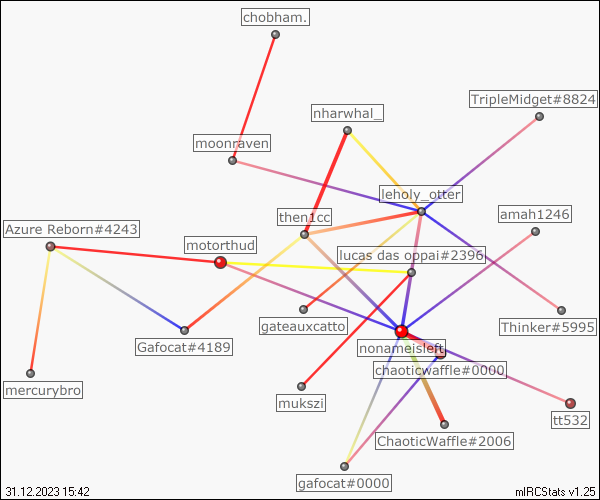 chobham.
TripleMidget#8824
nharwhal_
moonraven
leholy_otter
amah1246
then1cc
Azure Reborn#4243
motorthud
lucas das oppai#2396
gateauxcatto
Thinker#5995
Gafocat#4189
nonameisleft
chaoticwaffle#0000
mercurybro
mukszi
tt532
ChaoticWaffle#2006
gafocat#0000
31.12.2023 15:42
mIRCStats v1.25